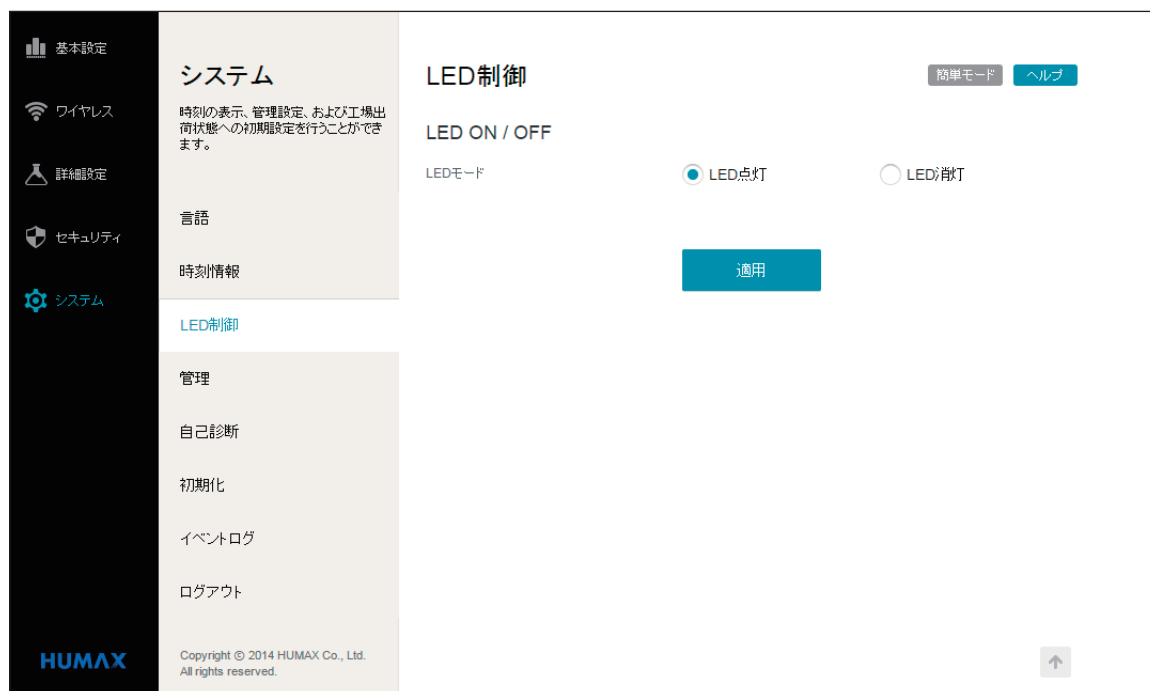 基本設定
ワイヤレス
詳細設定
セキュリティ
システム
HUMAX
システム
時刻の表示、管理設定、および工場出
荷状態への初期設定を行うことができ
ます。
言語
時刻情報
LED制御
管理
自己診断
初期化
イベントログ
ログアウト
Copyright © 2014 HUMAX Co., Ltd.
All rights reserved.
LED制御
簡単モード ヘルプ
LED ON / OFF
LEDモード LED点灯 LED消灯
適用